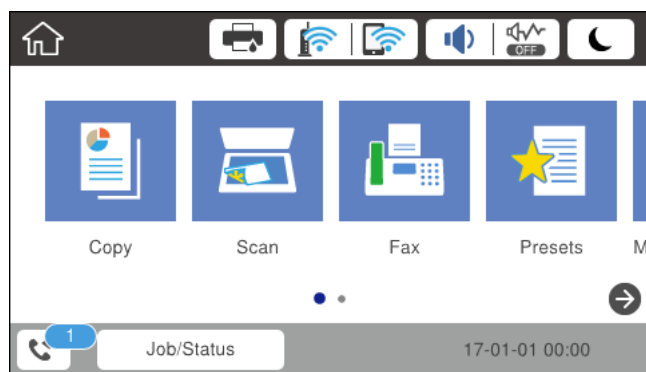 OFF
Copy
Scan
Fax
Presets
M
1
Job/Status
17-01-01 00:00